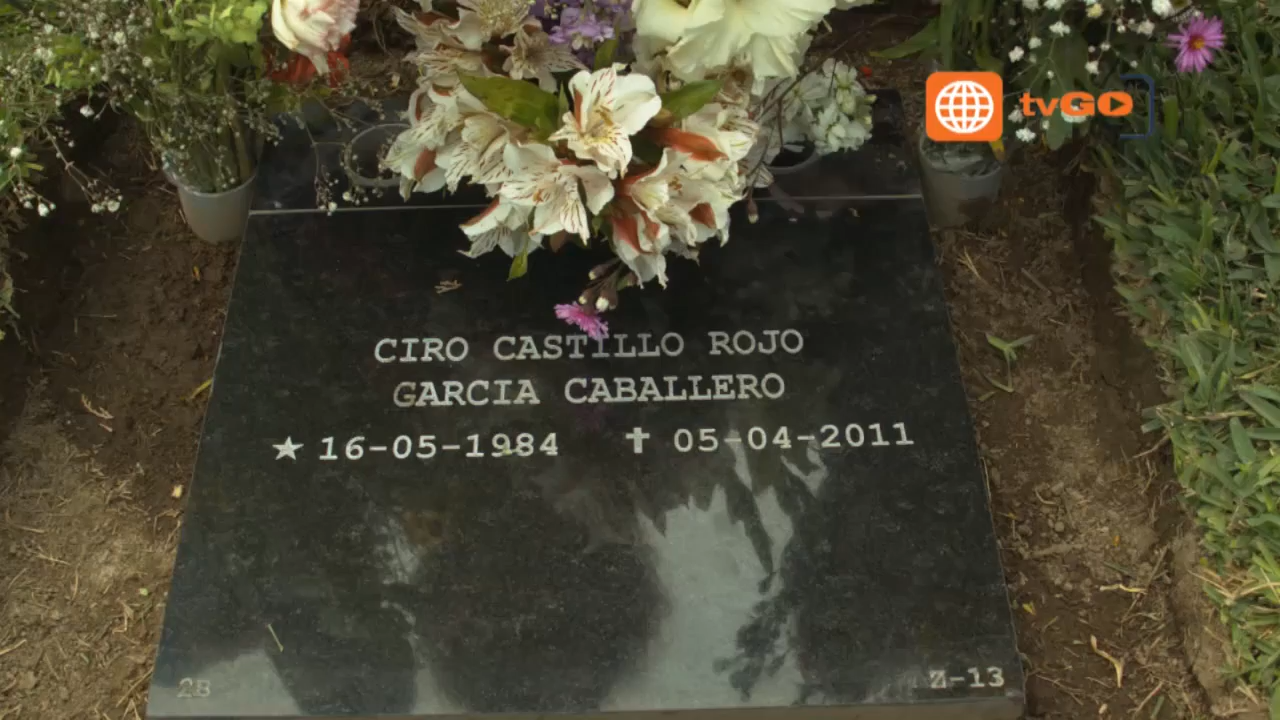 tvGO
CIRO CASTILLO ROJO
GARCIA CABALLERO
★ 16-05-1984 ✝ 05-04-2011
2B
Z-13